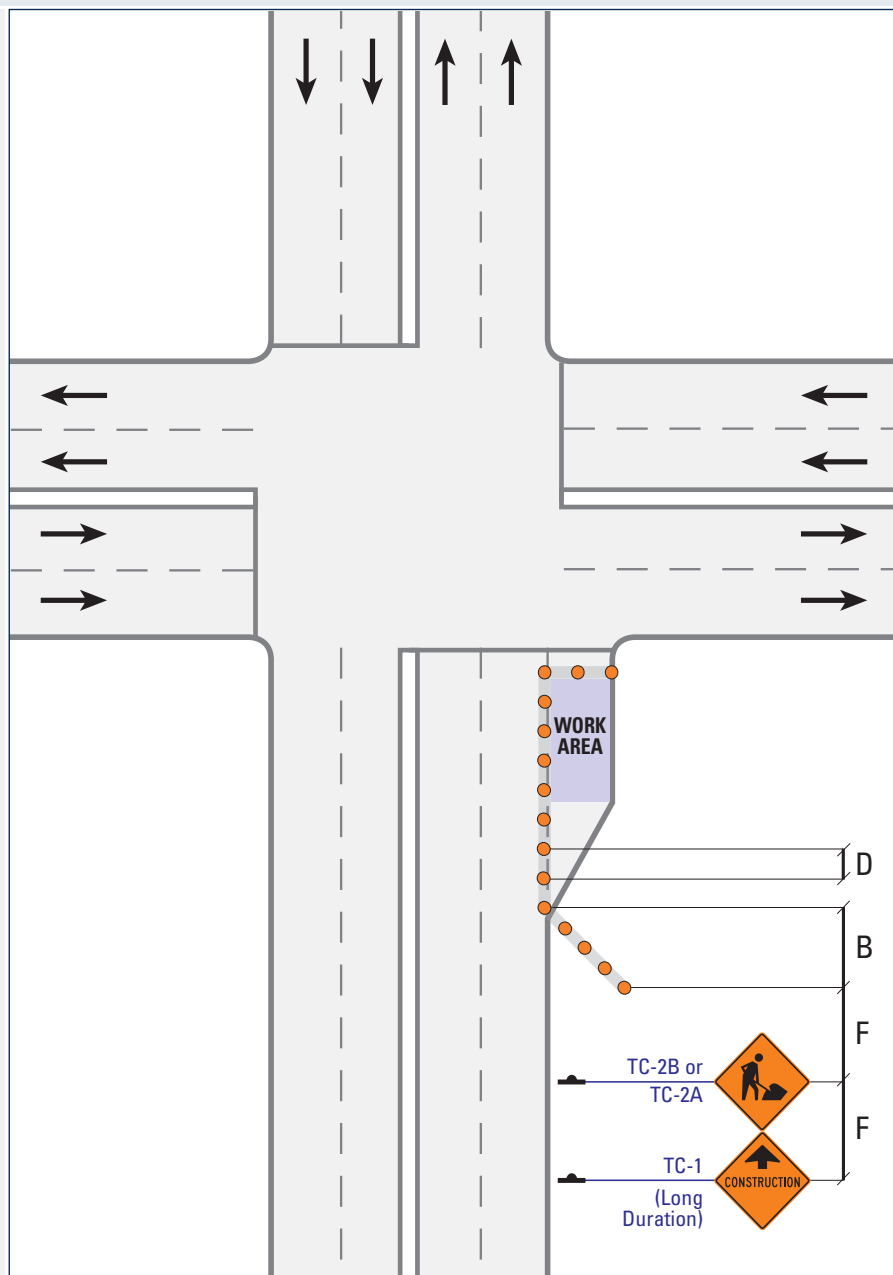 WORK
AREA
D
B
F
TC-2B or
TC-2A
F
TC-1
CONSTRUCTION
(Long
Duration)